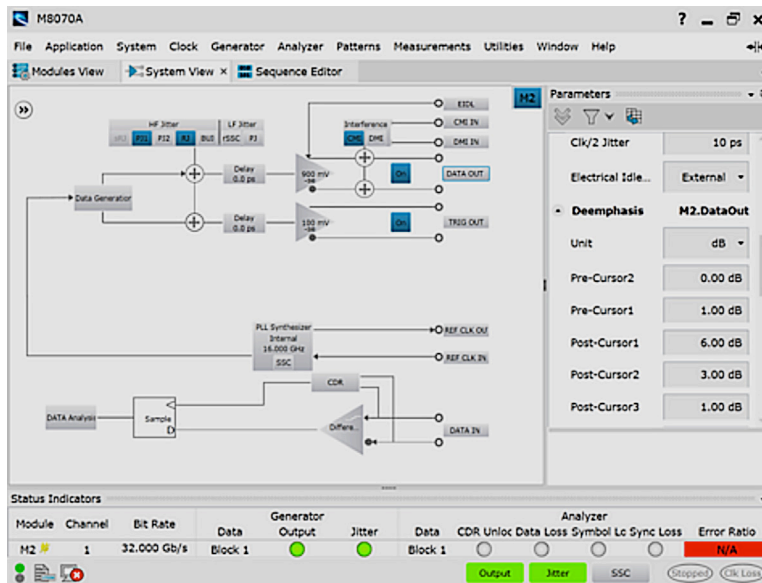 M8070A
File Application System Clock Generator Analyzer Patterns Measurements Utilities Window Help
Modules View System View × Sequence Editor
M2
Parameters
HF Jitter LF Jitter
PJ1 PJ2 RJ BUJ rSSC PJ
Interference
CMI DMI
EIDL
CMI IN
DMI IN
Clk/2 Jitter 10 ps
Electrical Idle... External
Delay
0.0 ps
900 mV
On
DATA OUT
Data Generation
Deemphasis M2.DataOut
Delay
0.0 ps
100 mV
On
TRIG OUT
Unit dB
Pre-Cursor2 0.00 dB
Pre-Cursor1 1.00 dB
PLL Synthesizer
Internal
16.000 GHz
SSC
REF CLK OU
REF CLK IN
Post-Cursor1 6.00 dB
Post-Cursor2 3.00 dB
Post-Cursor3 1.00 dB
CDR
DATA Analysis
Sample
D
Differe...
DATA IN
Status Indicators
Generator Analyzer
Module Channel Bit Rate Data Output Jitter Data CDR Unloc Data Loss Symbol Lc Sync Loss Error Ratio
M2 1 32.000 Gb/s Block 1 Block 1 N/A
Output Jitter SSC Stopped Clk Loss